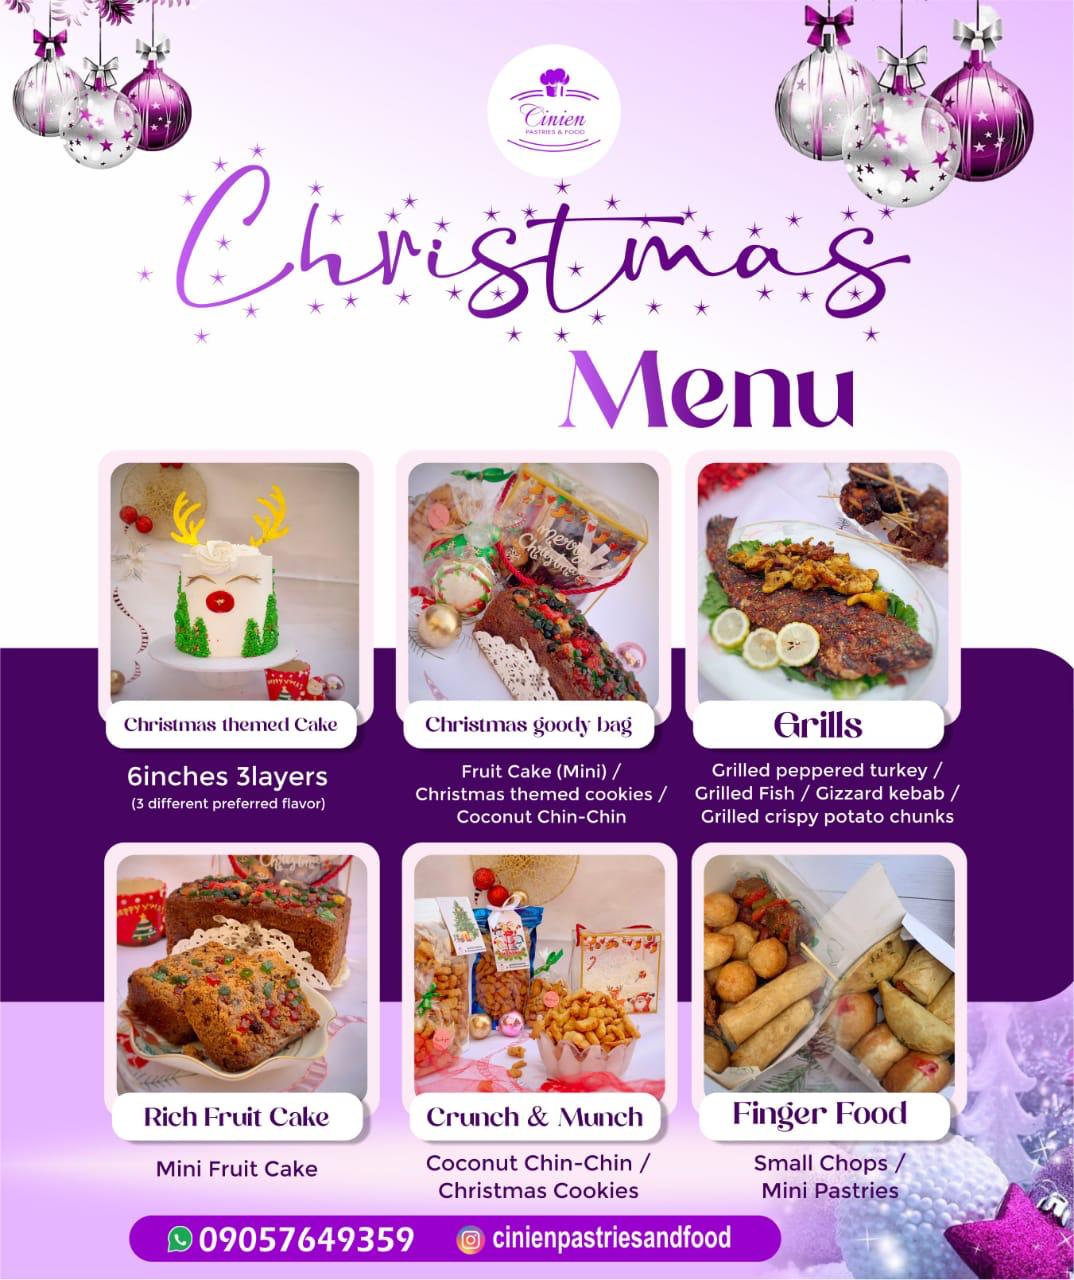 Cinien
PASTRIES & FOOD
Christmas
Menu
Merry
Christmas
Christmas themed Cake
Christmas goody bag
Grills
6inches 3layers
(3 different preferred flavor)
Fruit Cake (Mini) /
Christmas themed cookies /
Coconut Chin-Chin
Grilled peppered turkey /
Grilled Fish / Gizzard kebab /
Grilled crispy potato chunks
Rich Fruit Cake
Crunch & Munch
Finger Food
Mini Fruit Cake
Coconut Chin-Chin /
Christmas Cookies
Small Chops /
Mini Pastries
09057649359
cinienpastriesandfood